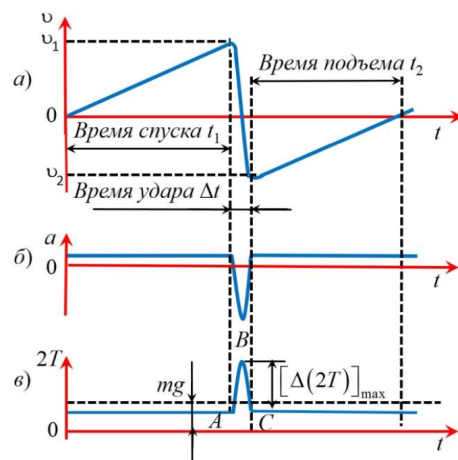 υ
υ₁
Время подъема t₂
а)
0
t
Время спуска t₁
υ₂
Время удара Δt
a
б)
0
t
B
2T
в)
mg
[Δ(2T)]max
A
C
0
t